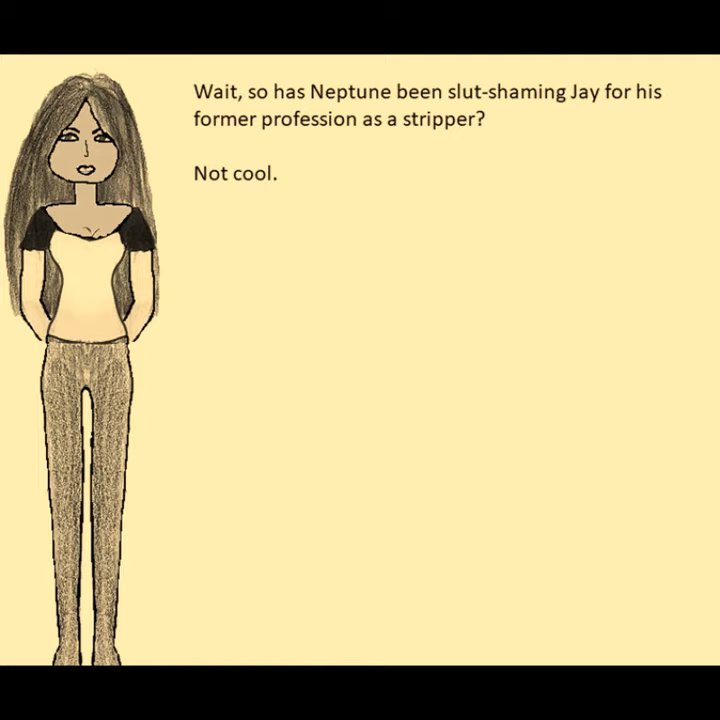 Wait, so has Neptune been slut-shaming Jay for his
former profession as a stripper?
Not cool.